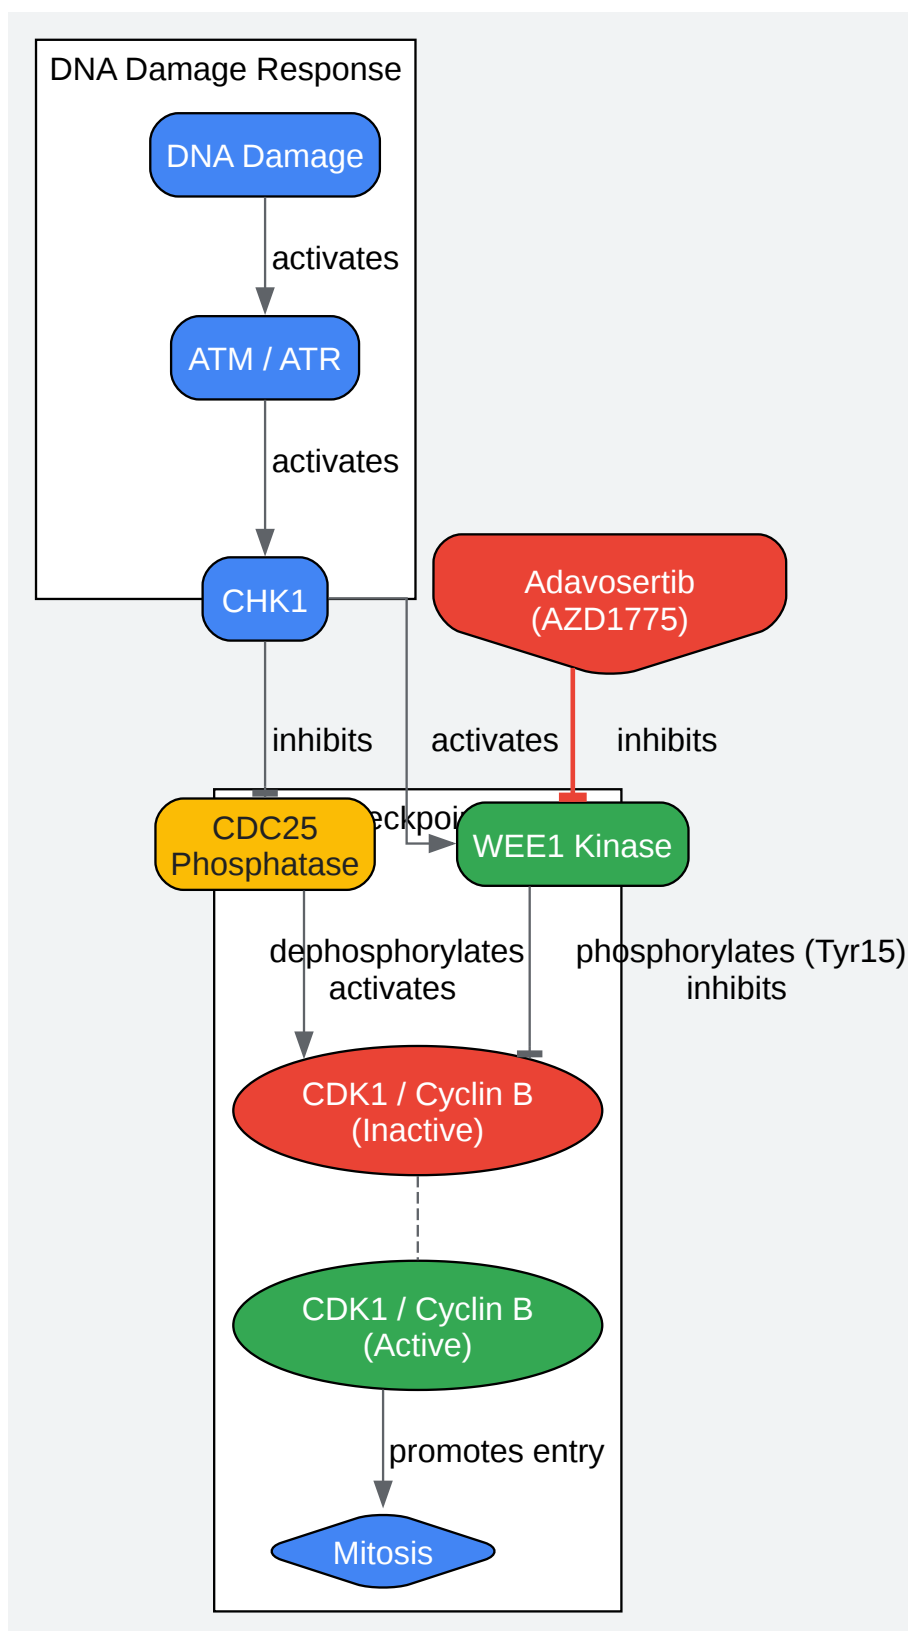 DNA Damage Response
DNA Damage
activates
ATM / ATR
activates
CHK1
Adavosertib
(AZD1775)
inhibits
activates
inhibits
CDC25
Phosphatase
WEE1 Kinase
dephosphorylates
activates
phosphorylates (Tyr15)
inhibits
CDK1 / Cyclin B
(Inactive)
CDK1 / Cyclin B
(Active)
promotes entry
Mitosis